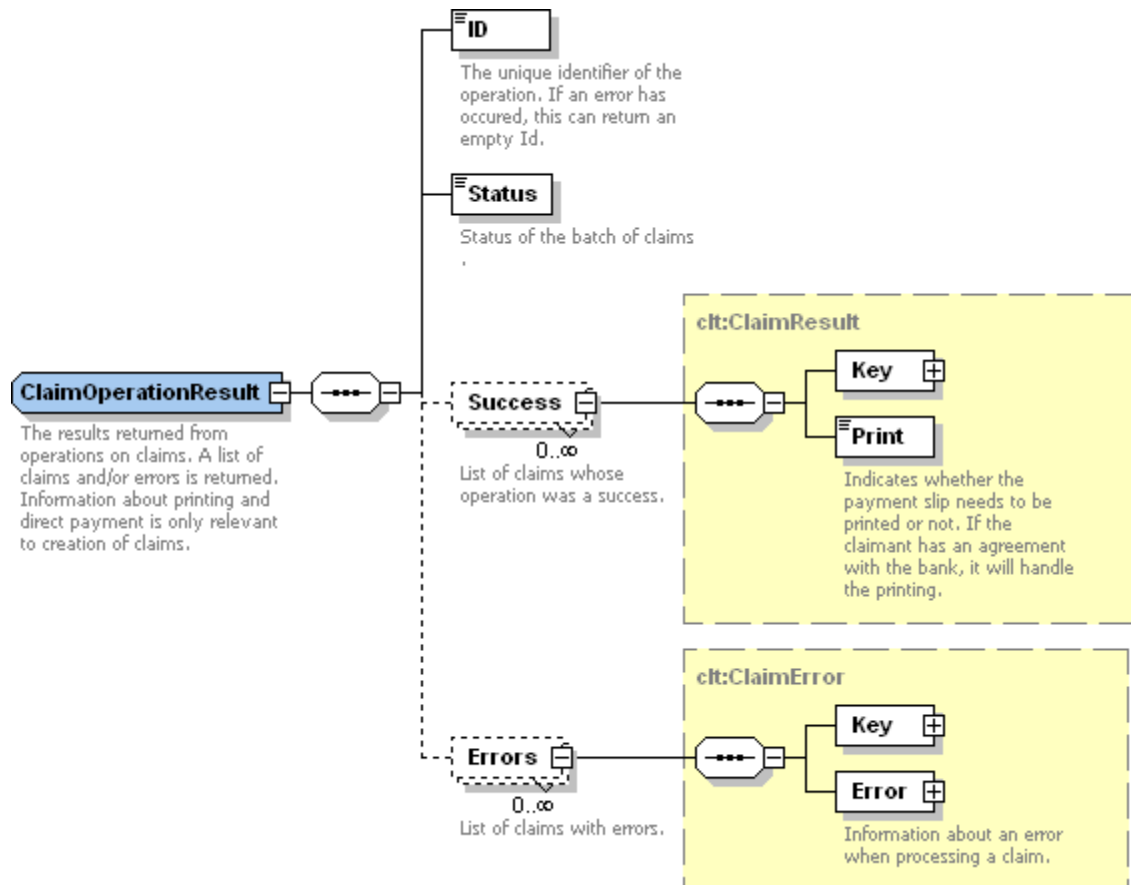 ID
The unique identifier of the
operation. If an error has
occured, this can return an
empty Id.
Status
Status of the batch of claims
.
ClaimOperationResult
The results returned from
operations on claims. A list of
claims and/or errors is returned.
Information about printing and
direct payment is only relevant
to creation of claims.
Success
0..∞
List of claims whose
operation was a success.
clt:ClaimResult
Key
Print
Indicates whether the
payment slip needs to be
printed or not. If the
claimant has an agreement
with the bank, it will handle
the printing.
Errors
0..∞
List of claims with errors.
clt:ClaimError
Key
Error
Information about an error
when processing a claim.